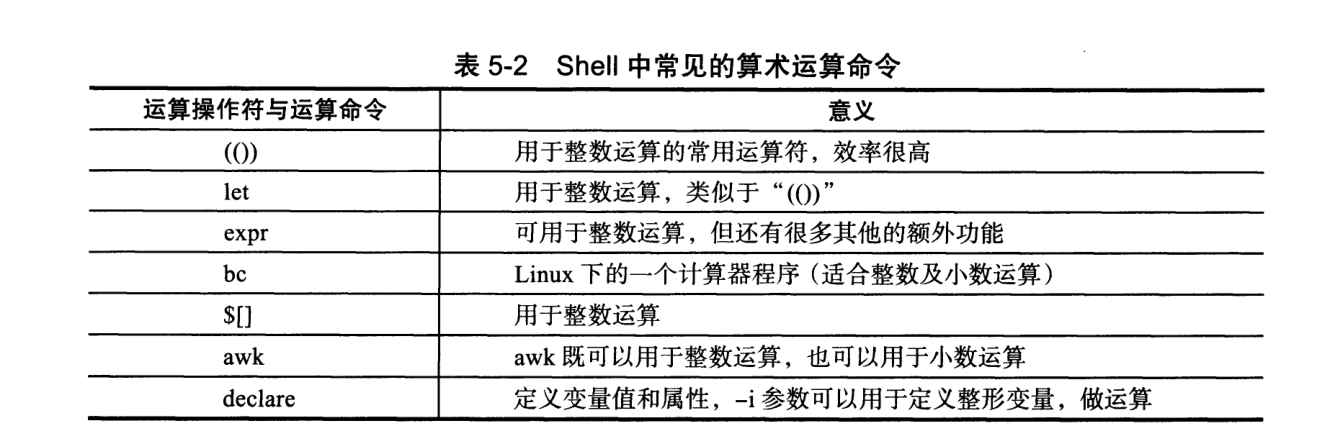 表 5-2 Shell 中常见的算术运算命令
运算操作符与运算命令 意义
(()) 用于整数运算的常用运算符，效率很高
let 用于整数运算，类似于“(())”
expr 可用于整数运算，但还有很多其他的额外功能
bc Linux 下的一个计算器程序（适合整数及小数运算）
$[] 用于整数运算
awk awk 既可以用于整数运算，也可以用于小数运算
declare 定义变量值和属性，-i 参数可以用于定义整形变量，做运算